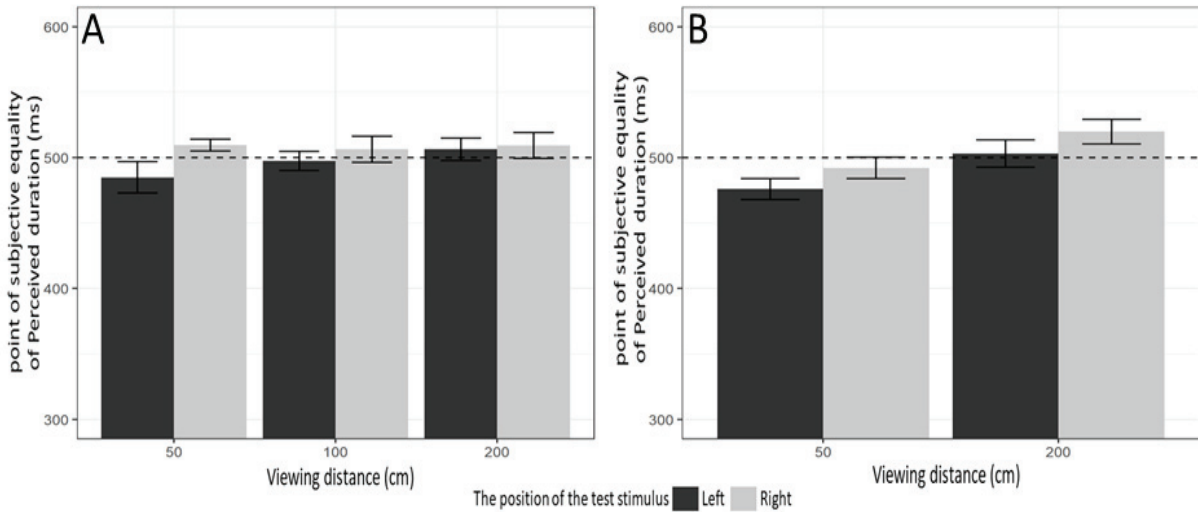 A
point of subjective equality
of Perceived duration (ms)
600
500
400
300
50
100
200
Viewing distance (cm)
B
point of subjective equality
of Perceived duration (ms)
600
500
400
300
50
200
Viewing distance (cm)
The position of the test stimulus Left Right